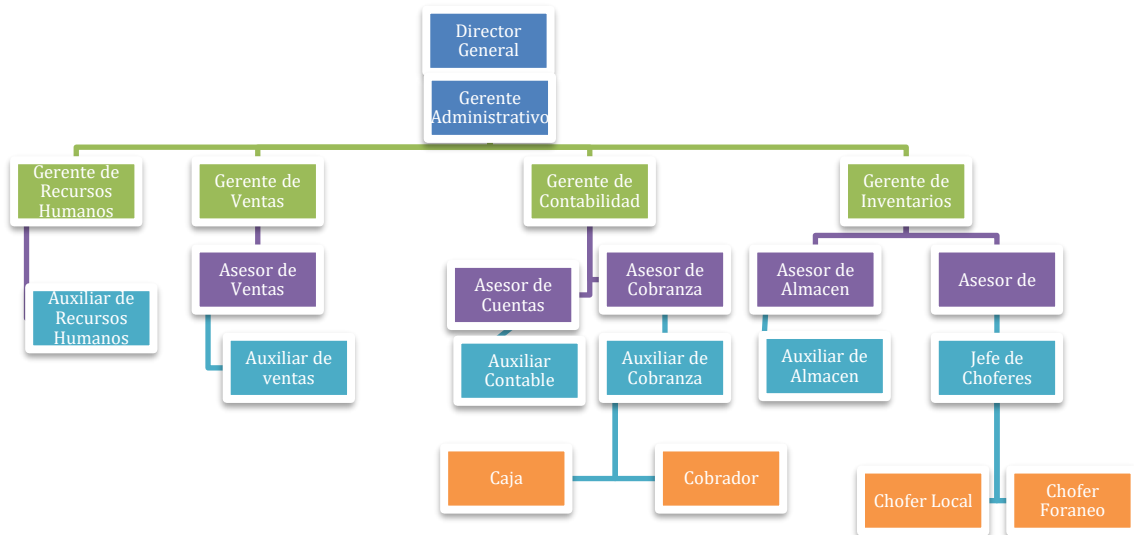 Director
General
Gerente
Administrativo
Gerente de
Recursos
Humanos
Gerente de
Ventas
Gerente de
Contabilidad
Gerente de
Inventarios
Asesor de
Ventas
Asesor de
Cuentas
Asesor de
Cobranza
Asesor de
Almacen
Asesor de
Auxiliar de
Recursos
Humanos
Auxiliar de
ventas
Auxiliar
Contable
Auxiliar de
Cobranza
Auxiliar de
Almacen
Jefe de
Choferes
Caja
Cobrador
Chofer Local
Chofer
Foraneo